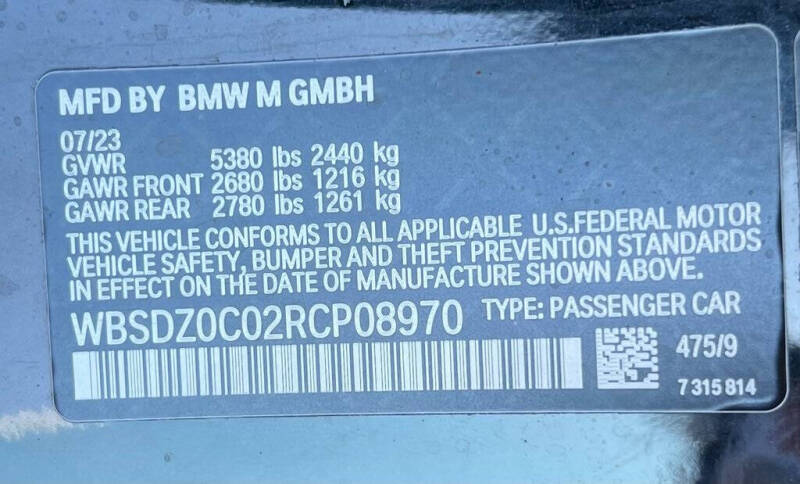 MFD BY BMW M GMBH
07/23
GVWR 5380 lbs 2440 kg
GAWR FRONT 2680 lbs 1216 kg
GAWR REAR 2780 lbs 1261 kg
THIS VEHICLE CONFORMS TO ALL APPLICABLE U.S.FEDERAL MOTOR
VEHICLE SAFETY, BUMPER AND THEFT PREVENTION STANDARDS
IN EFFECT ON THE DATE OF MANUFACTURE SHOWN ABOVE.
WBSDZ0C02RCP08970 TYPE: PASSENGER CAR
475/9
7 315 814